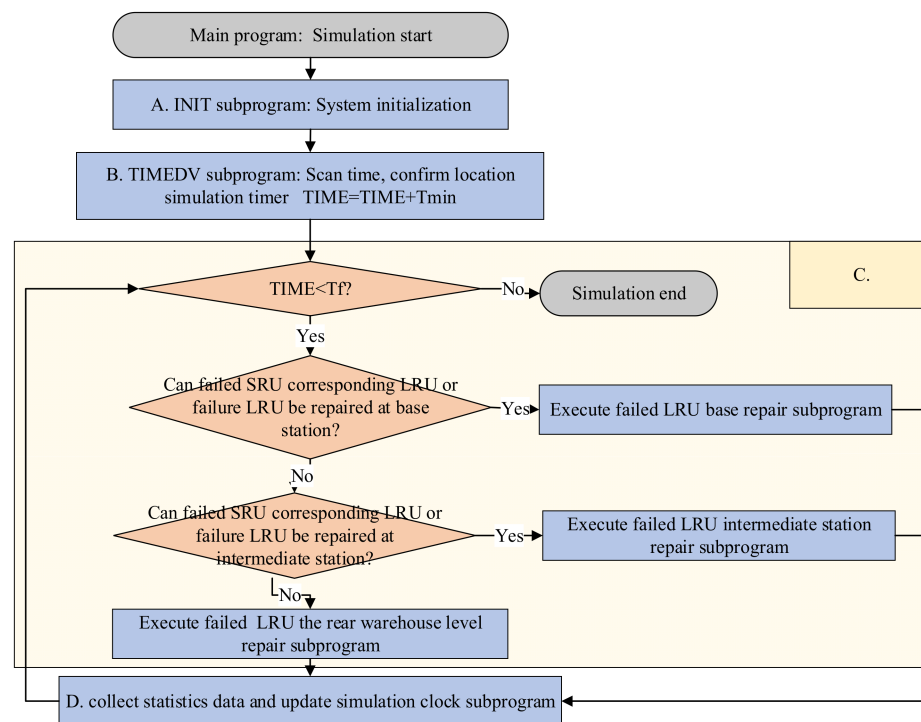 Main program:  Simulation start
A. INIT subprogram: System initialization
B. TIMEDV subprogram: Scan time, confirm location
simulation timer   TIME=TIME+Tmin
C.
TIME<Tf?
No
Simulation end
Yes
Can failed SRU corresponding LRU or
failure LRU be repaired at base
station?
Yes
Execute failed LRU base repair subprogram
No
Can failed SRU corresponding LRU or
failure LRU be repaired at
intermediate station?
Yes
Execute failed LRU intermediate station
repair subprogram
No
Execute failed  LRU the rear warehouse level
repair subprogram
D. collect statistics data and update simulation clock subprogram